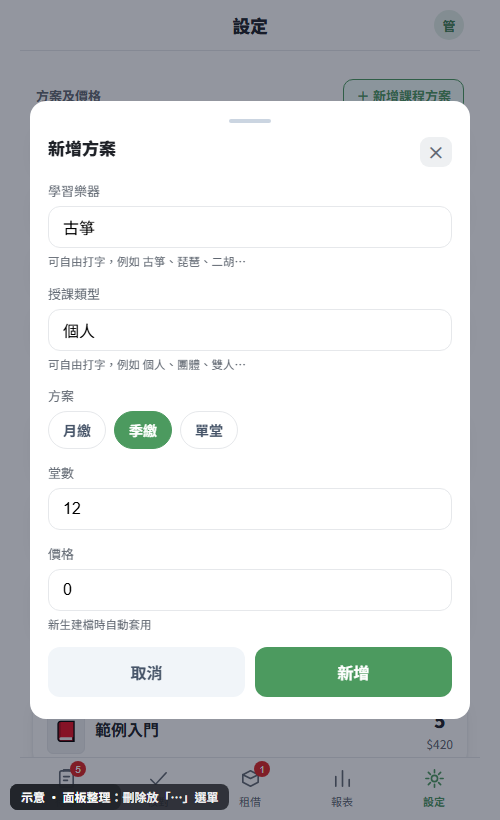 設定
管
方案及價格
＋ 新增課程方案
新增方案
×
學習樂器
古箏
可自由打字，例如 古箏、琵琶、二胡⋯
授課類型
個人
可自由打字，例如 個人、團體、雙人⋯
方案
月繳
季繳
單堂
堂數
12
價格
0
新生建檔時自動套用
取消
新增
範例入門
5
$420
5
1
租借
報表
設定
示意 · 面板整理：刪除放「⋯」選單